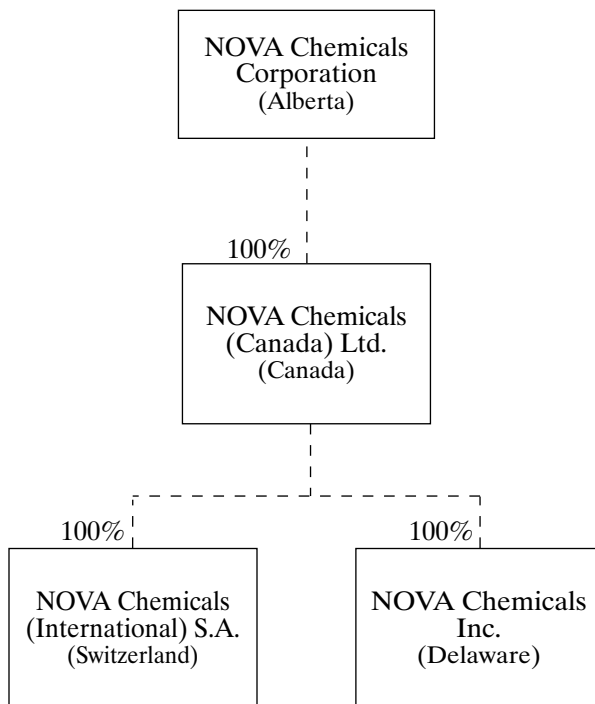 NOVA Chemicals
Corporation
(Alberta)
100%
NOVA Chemicals
(Canada) Ltd.
(Canada)
100%
100%
NOVA Chemicals
(International) S.A.
(Switzerland)
NOVA Chemicals
Inc.
(Delaware)